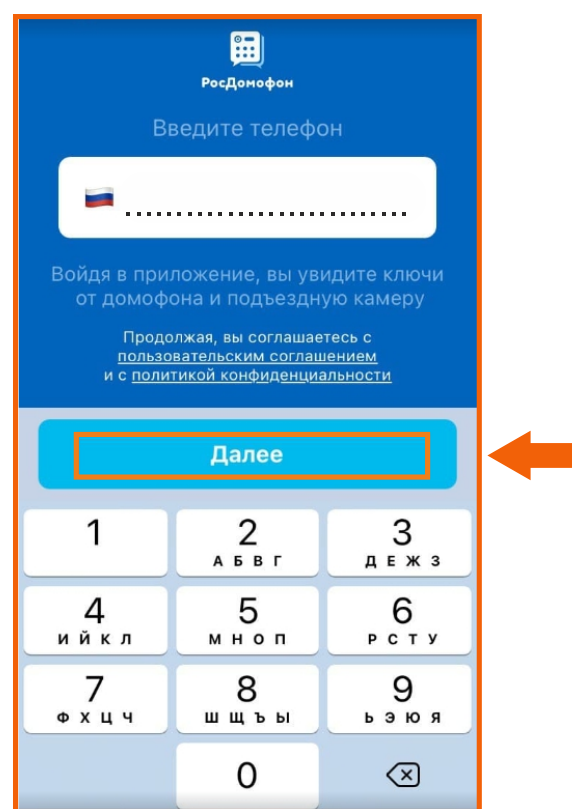 РосДомофон
Введите телефон
Войдя в приложение, вы увидите ключи
от домофона и подъездную камеру
Продолжая, вы соглашаетесь с
пользовательским соглашением
и с политикой конфиденциальности
Далее
1 2 3
А Б В Г Д Е Ж З
4 5 6
И Й К Л М Н О П Р С Т У
7 8 9
Ф Х Ц Ч Ш Щ Ъ Ы Ь Э Ю Я
0